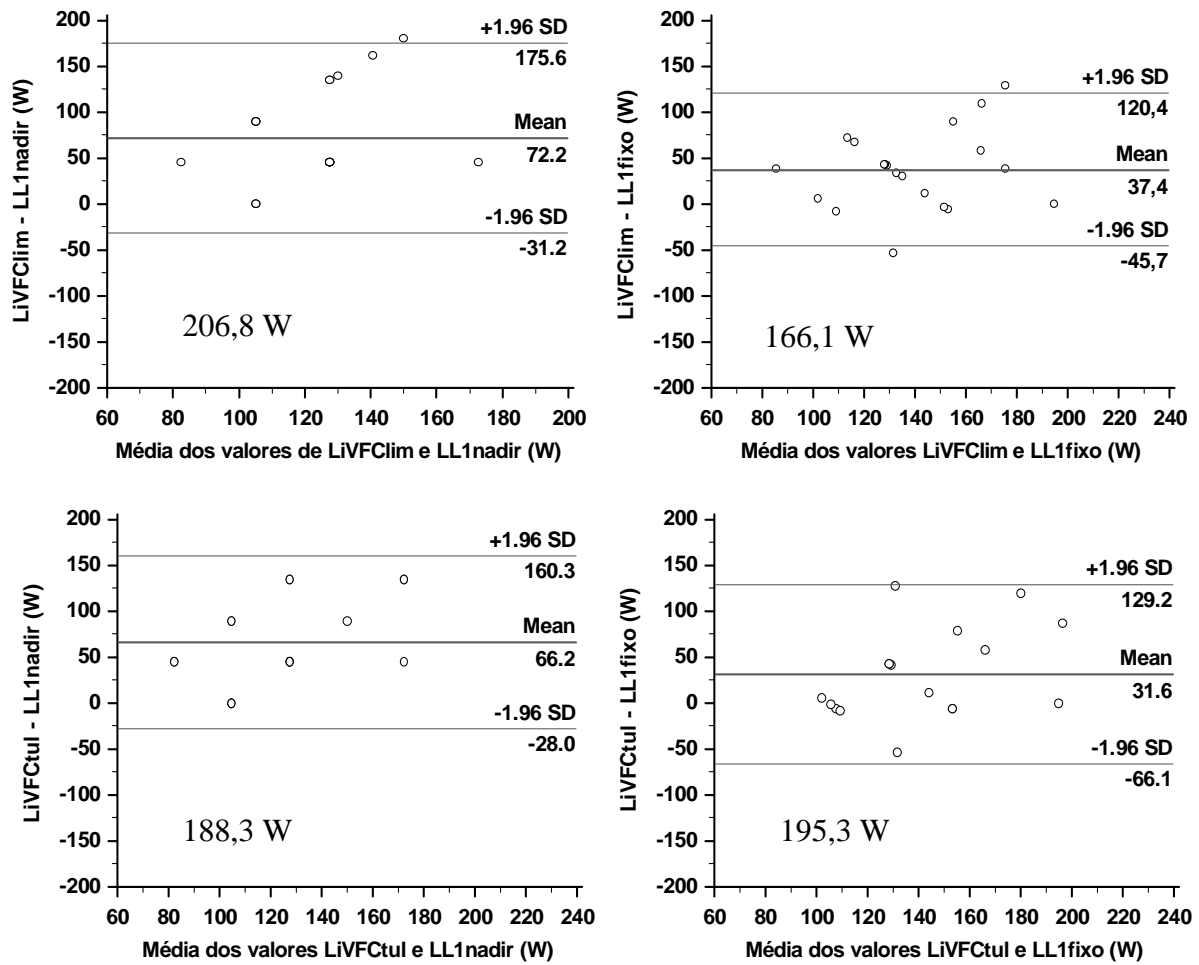 LiVFClim - LL1nadir (W)
200
150
100
50
0
-50
-100
-150
-200
+1.96 SD
175.6
Mean
72.2
-1.96 SD
-31.2
206,8 W
60 80 100 120 140 160 180 200
Média dos valores de LiVFClim e LL1nadir (W)
LiVFClim - LL1fixo (W)
200
150
100
50
0
-50
-100
-150
-200
+1.96 SD
120,4
Mean
37,4
-1.96 SD
-45,7
166,1 W
60 80 100 120 140 160 180 200 220 240
Média dos valores LiVFClim e LL1fixo (W)
LiVFCtul - LL1nadir (W)
200
150
100
50
0
-50
-100
-150
-200
+1.96 SD
160.3
Mean
66.2
-1.96 SD
-28.0
188,3 W
60 80 100 120 140 160 180 200 220 240
Média dos valores LiVFCtul e LL1nadir (W)
LiVFCtul - LL1fixo (W)
200
150
100
50
0
-50
-100
-150
-200
+1.96 SD
129.2
Mean
31.6
-1.96 SD
-66.1
195,3 W
60 80 100 120 140 160 180 200 220 240
Média dos valores LiVFCtul e LL1fixo (W)